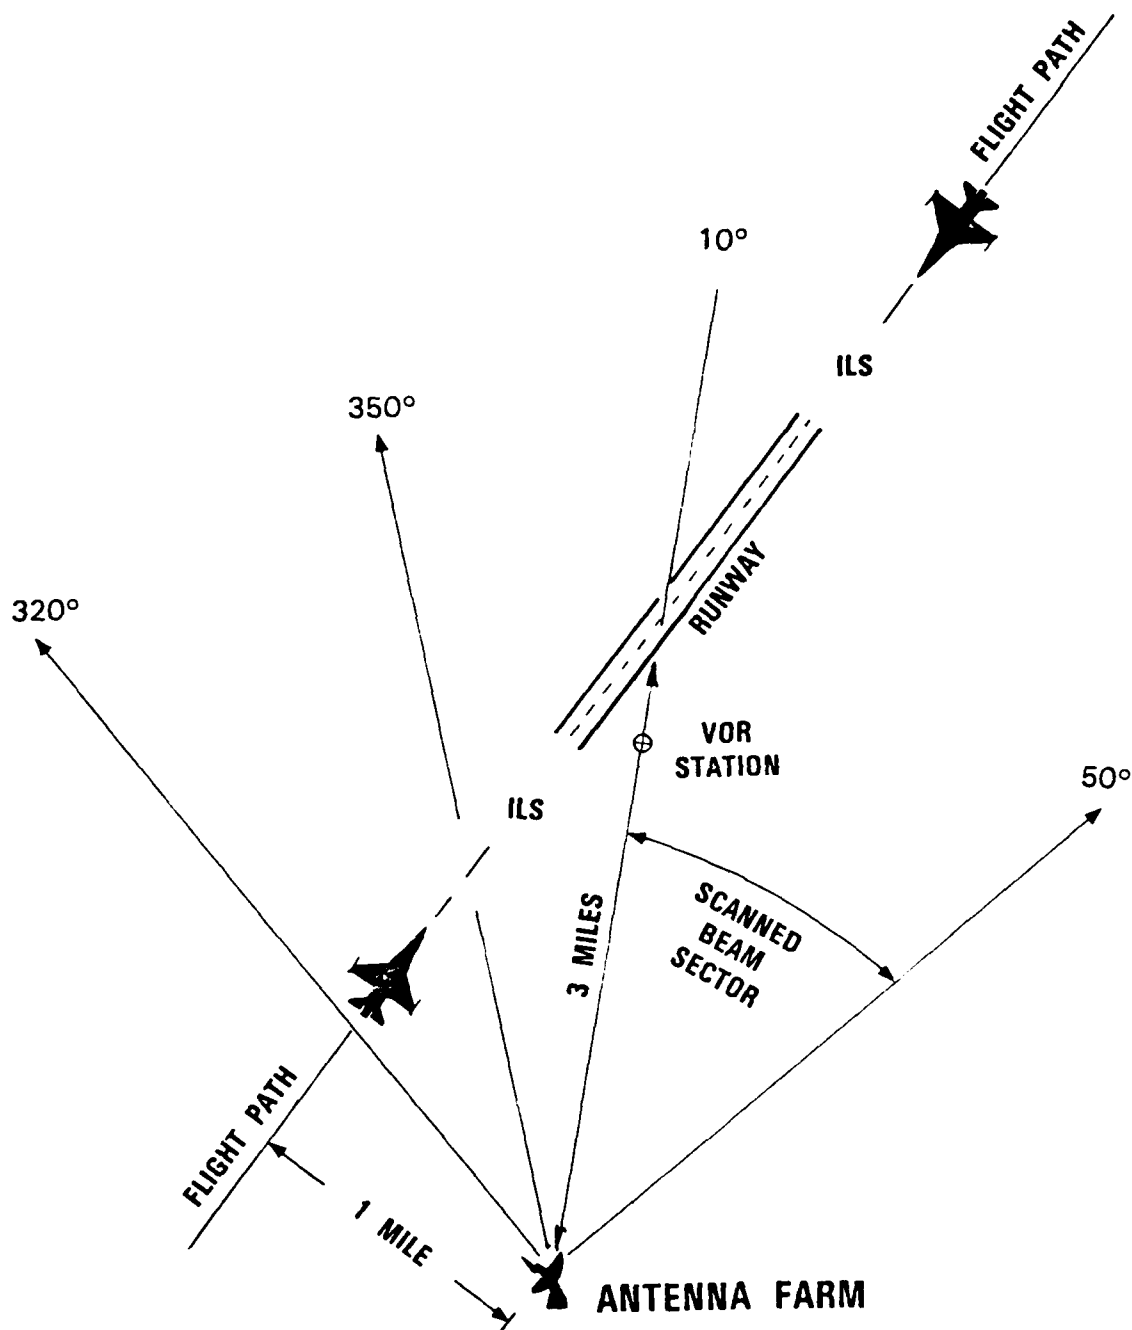 FLIGHT PATH
10°
ILS
350°
RUNWAY
320°
VOR
STATION
50°
ILS
SCANNED
BEAM
SECTOR
3 MILES
FLIGHT PATH
1 MILE
ANTENNA FARM